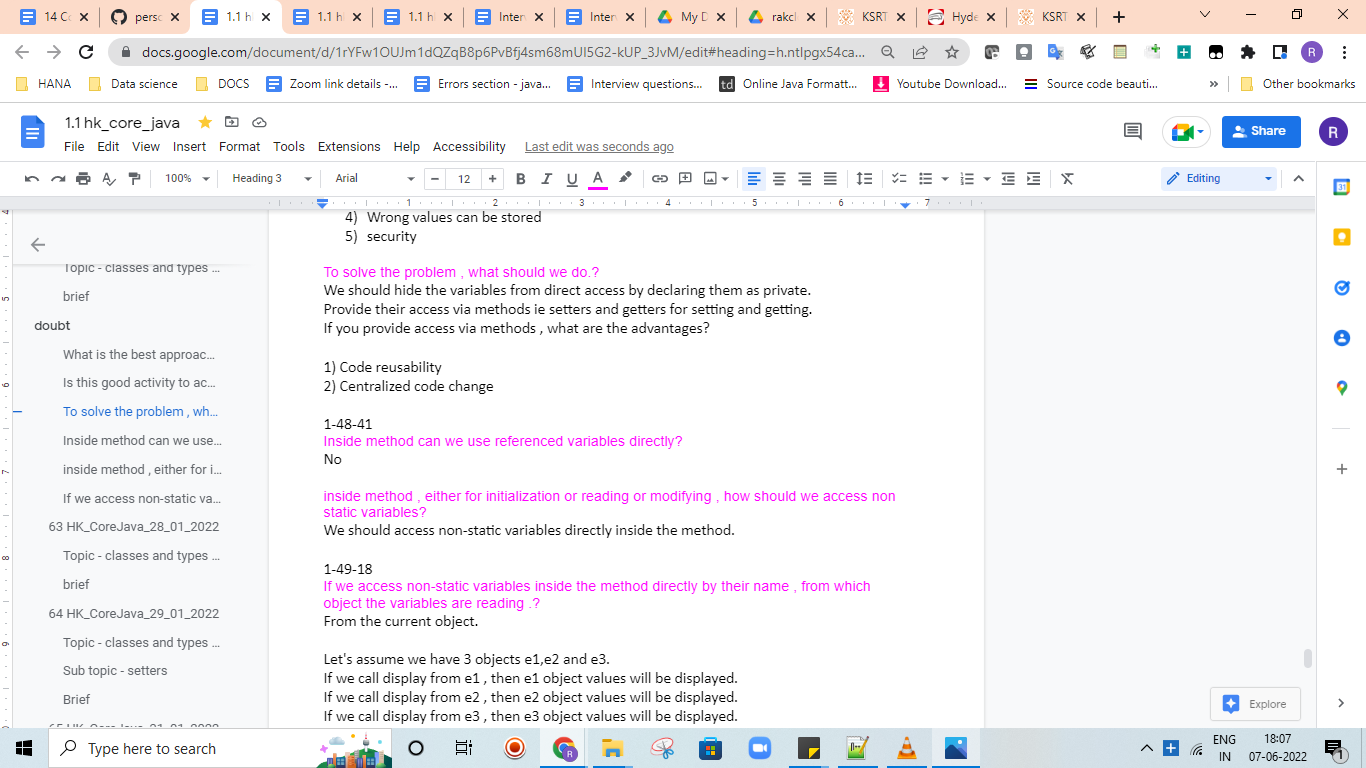 14 Co
perso
1.1 hk
1.1 hk
1.1 hk
Interv
Interv
My D
rakcl
KSRT
Hyde
KSRT
docs.google.com/document/d/1rYFw1OUJm1dQZqB8p6PvBfj4sm68mUI5G2-kUP_3JvM/edit#heading=h.ntlpgx54ca...
R
HANA
Data science
DOCS
Zoom link details -...
Errors section - java...
Interview questions...
td Online Java Formatt...
Youtube Download...
Source code beauti...
»
Other bookmarks
1.1 hk_core_java
File Edit View Insert Format Tools Extensions Help Accessibility Last edit was seconds ago
Share
R
100% Heading 3 Arial 12 B I U A Editing
1 1 2 3 4 5 6 7
Topic - classes and types ...
brief
doubt
What is the best approac...
Is this good activity to ac...
To solve the problem , wh...
Inside method can we use...
inside method , either for i...
If we access non-static va...
63 HK_CoreJava_28_01_2022
Topic - classes and types ...
brief
64 HK_CoreJava_29_01_2022
Topic - classes and types ...
Sub topic - setters
Brief
4) Wrong values can be stored
5) security
To solve the problem , what should we do.?
We should hide the variables from direct access by declaring them as private.
Provide their access via methods ie setters and getters for setting and getting.
If you provide access via methods , what are the advantages?
1) Code reusability
2) Centralized code change
1-48-41
Inside method can we use referenced variables directly?
No
inside method , either for initialization or reading or modifying , how should we access non
static variables?
We should access non-static variables directly inside the method.
1-49-18
If we access non-static variables inside the method directly by their name , from which
object the variables are reading .?
From the current object.
Let's assume we have 3 objects e1,e2 and e3.
If we call display from e1 , then e1 object values will be displayed.
If we call display from e2 , then e2 object values will be displayed.
If we call display from e3 , then e3 object values will be displayed.
Explore
Type here to search
ENG
IN
18:07
07-06-2022
1